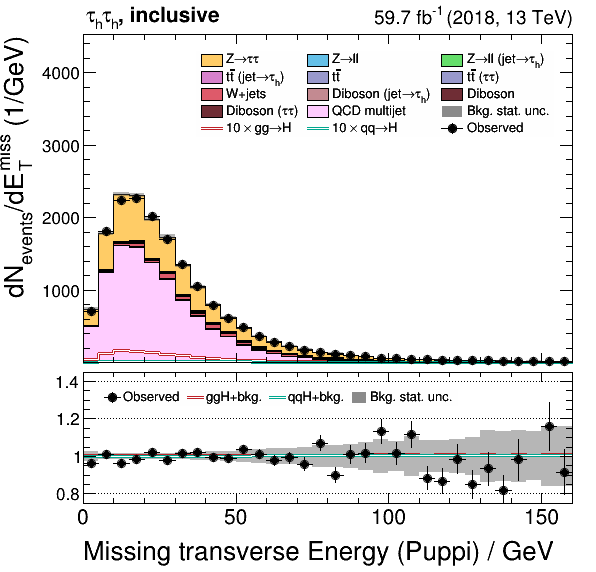 τhτh, inclusive 59.7 fb-1 (2018, 13 TeV)
dNevents/dETmiss (1/GeV)
4000
3000
2000
1000
Z→ττ Z→ll Z→ll (jet→τh)
tt̄ (jet→τh) tt̄ tt̄ (ττ)
W+jets Diboson (jet→τh) Diboson
Diboson (ττ) QCD multijet Bkg. stat. unc.
10 × gg→H 10 × qq→H Observed
1.4
1.2
1
0.8
Observed ggH+bkg. qqH+bkg. Bkg. stat. unc.
0 50 100 150
Missing transverse Energy (Puppi) / GeV